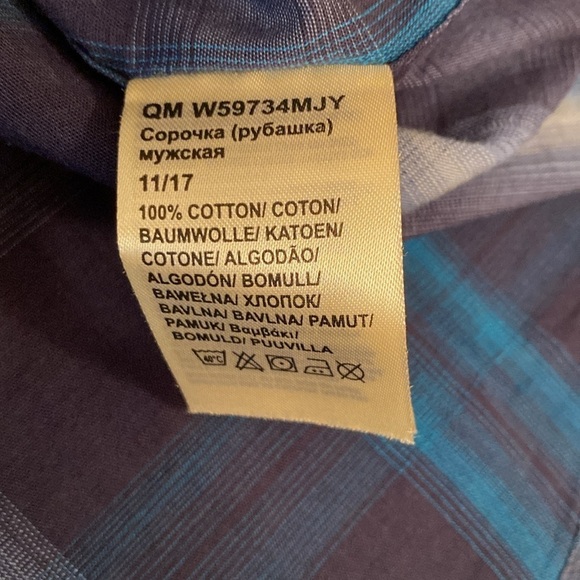 QM W59734MJY
Сорочка (рубашка)
мужская
11/17
100% COTTON/ COTON/
BAUMWOLLE/ KATOEN/
COTONE/ ALGODÃO/
ALGODÓN/ BOMULL/
BAWEŁNA/ ХЛОПОК/
BAVLNA/ BAVLNA/ PAMUT/
PAMUK/ Βαμβάκι/
BOMULD/ PUUVILLA
40°C